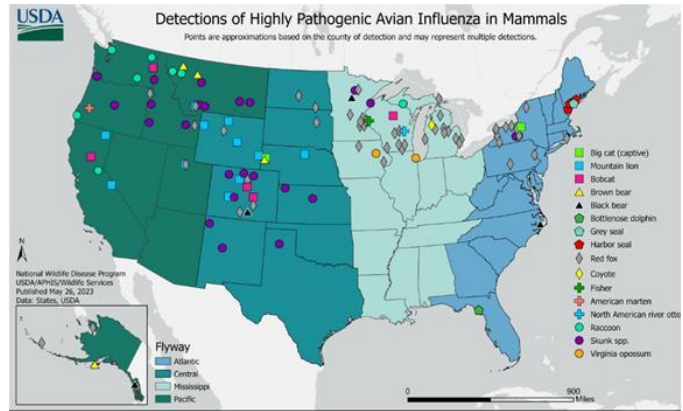 USDA
Detections of Highly Pathogenic Avian Influenza in Mammals
Points are approximations based on the county of detection and may represent multiple detections.
Big cat (captive)
Mountain lion
Bobcat
Brown bear
Black bear
Bottlenose dolphin
Grey seal
Harbor seal
Red fox
Coyote
Fisher
American marten
North American river otte
Raccoon
Skunk spp.
Virginia opossum
N
National Wildlife Disease Program
USDA/APHIS/Wildlife Services
Published May 26, 2023
Data: States, USDA
Flyway
Atlantic
Central
Mississippi
Pacific
0 900
Miles